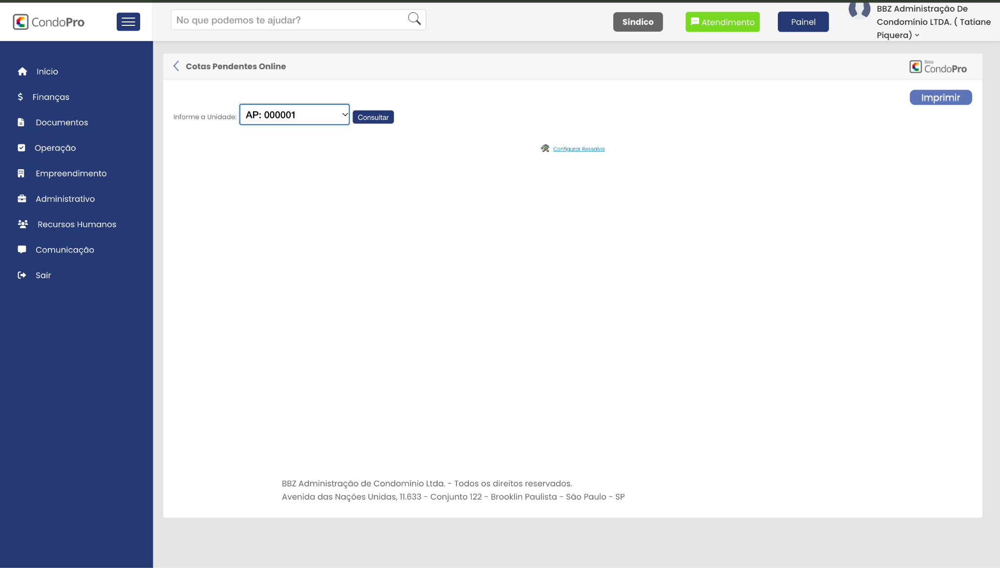 CondoPro
No que podemos te ajudar?
Síndico
Atendimento
Painel
BBZ Administração De
Condomínio LTDA. ( Tatiane
Piquera)
Início
Finanças
Documentos
Operação
Empreendimento
Administrativo
Recursos Humanos
Comunicação
Sair
Cotas Pendentes Online
Beta
CondoPro
Imprimir
Informe a Unidade:
AP: 000001
Consultar
Configurar Ressalva
BBZ Administração de Condomínio Ltda. - Todos os direitos reservados.
Avenida das Nações Unidas, 11.633 - Conjunto 122 - Brooklin Paulista - São Paulo - SP